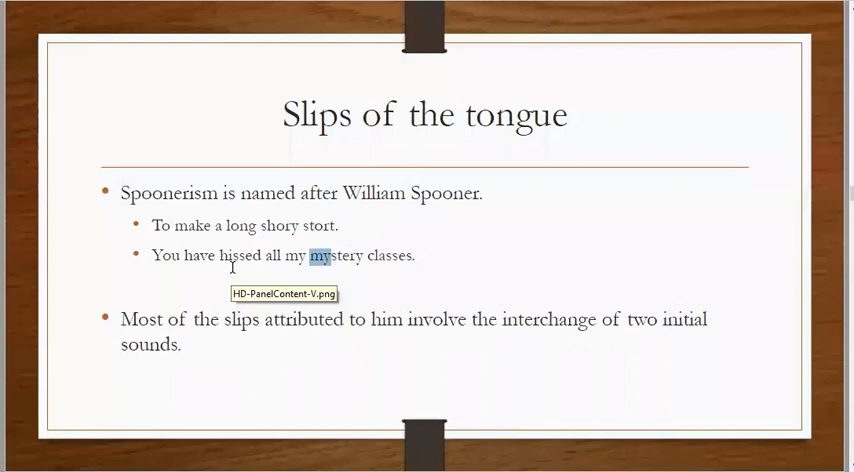 Slips of the tongue
Spoonerism is named after William Spooner.
To make a long shory stort.
You have hissed all my mystery classes.
HD-PanelContent-V.png
Most of the slips attributed to him involve the interchange of two initial
sounds.